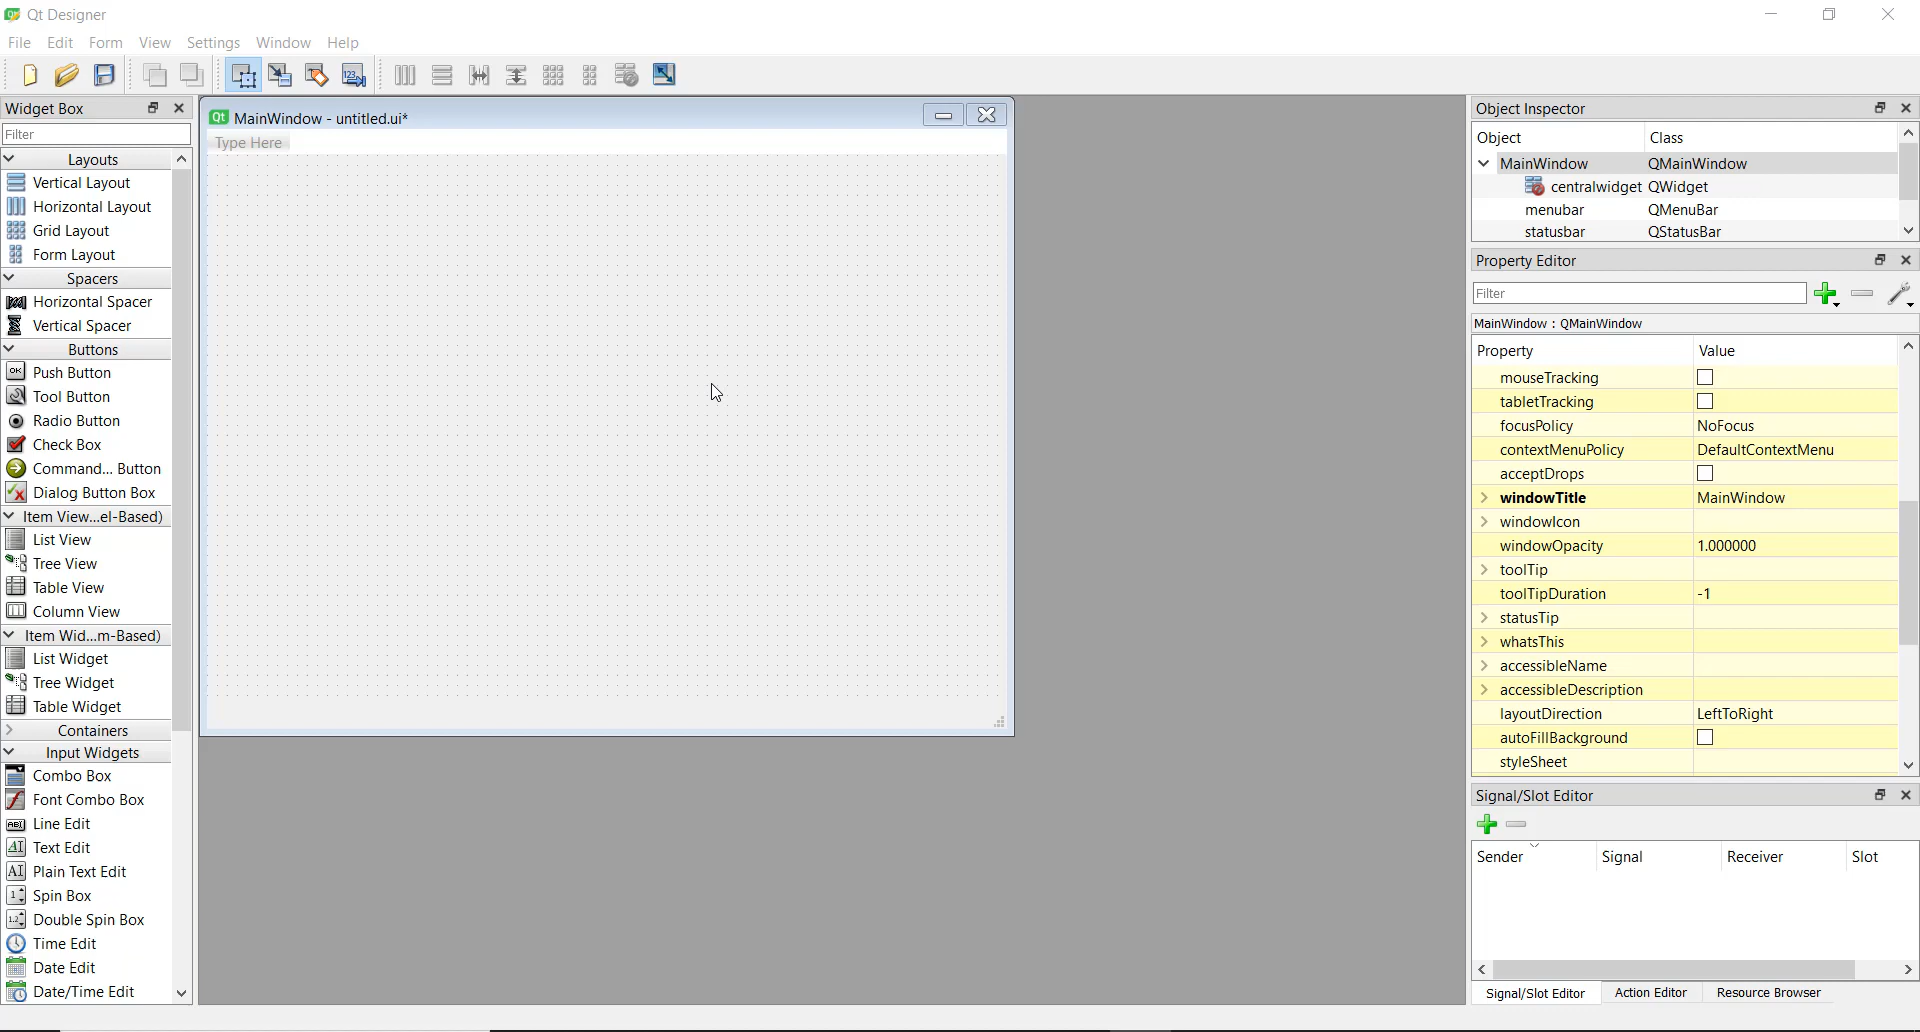 Qt Designer
File Edit Form View Settings Window Help
Widget Box
Filter
Layouts
Vertical Layout
Horizontal Layout
Grid Layout
Form Layout
Spacers
Horizontal Spacer
Vertical Spacer
Buttons
Push Button
Tool Button
Radio Button
Check Box
Command... Button
Dialog Button Box
Item View...el-Based)
List View
Tree View
Table View
Column View
Item Wid...m-Based)
List Widget
Tree Widget
Table Widget
Containers
Input Widgets
Combo Box
Font Combo Box
Line Edit
Text Edit
Plain Text Edit
Spin Box
Double Spin Box
Time Edit
Date Edit
Date/Time Edit
MainWindow - untitled.ui*
Type Here
Object Inspector
Object Class
MainWindow QMainWindow
centralwidget QWidget
menubar QMenuBar
statusbar QStatusBar
Property Editor
Filter
MainWindow : QMainWindow
Property Value
mouseTracking
tabletTracking
focusPolicy NoFocus
contextMenuPolicy DefaultContextMenu
acceptDrops
windowTitle MainWindow
windowIcon
windowOpacity 1.000000
toolTip
toolTipDuration -1
statusTip
whatsThis
accessibleName
accessibleDescription
layoutDirection LeftToRight
autoFillBackground
styleSheet
Signal/Slot Editor
Sender Signal Receiver Slot
Signal/Slot Editor Action Editor Resource Browser